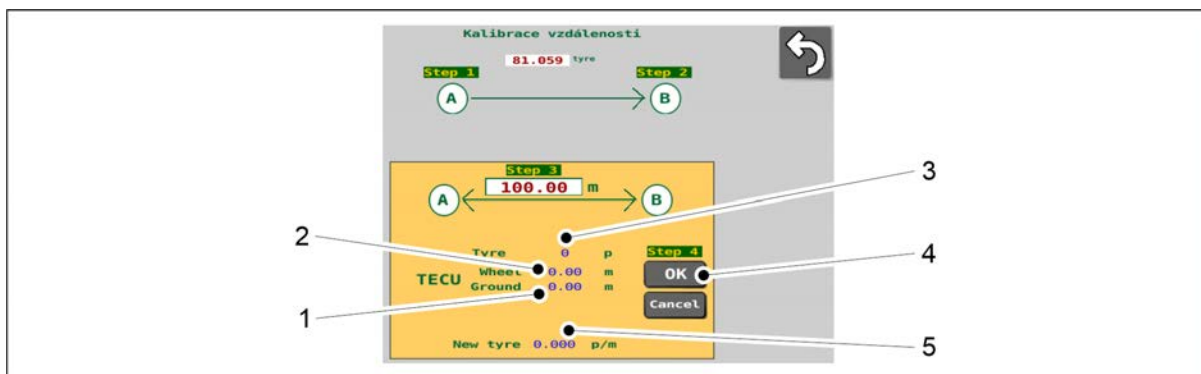 Kalibrace vzdálenosti
81.059 tyre
Step 1
Step 2
A
B
Step 3
100.00 m
A
B
3
2
Tyre 0 p
Step 4
4
Wheel 0.00 m
OK
TECU
Ground 0.00 m
1
Cancel
New tyre 0.000 p/m
5